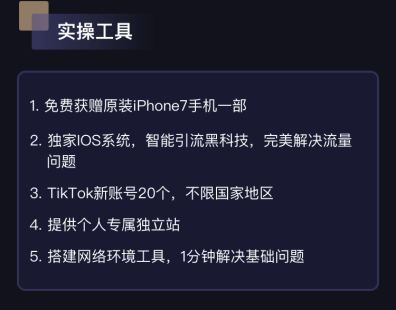 实操工具
1. 免费获赠原装iPhone7手机一部
2. 独家IOS系统，智能引流黑科技，完美解决流量
问题
3. TikTok新账号20个，不限国家地区
4. 提供个人专属独立站
5. 搭建网络环境工具，1分钟解决基础问题